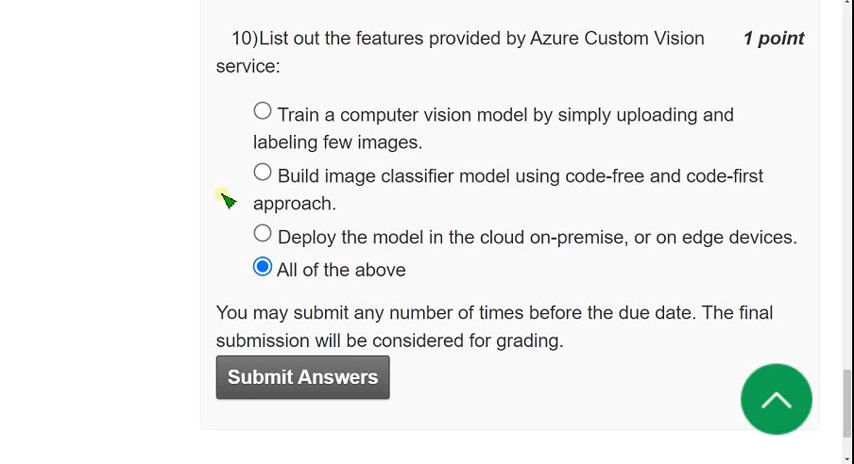 10)List out the features provided by Azure Custom Vision 1 point
service:
Train a computer vision model by simply uploading and
labeling few images.
Build image classifier model using code-free and code-first
approach.
Deploy the model in the cloud on-premise, or on edge devices.
All of the above
You may submit any number of times before the due date. The final
submission will be considered for grading.
Submit Answers